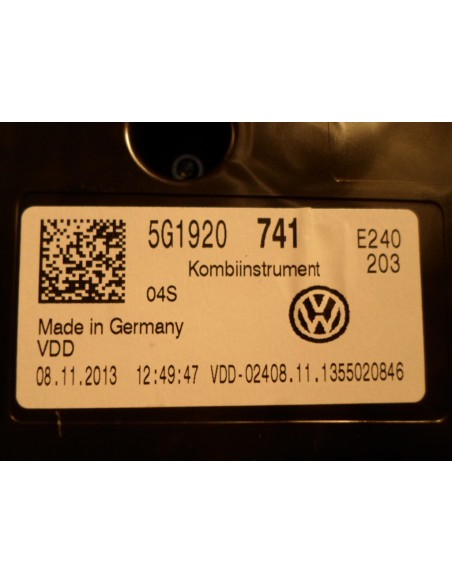 5G1920 741 E240
Kombiinstrument 203
04S
Made in Germany
VDD
08.11.2013 12:49:47 VDD-02408.11.1355020846